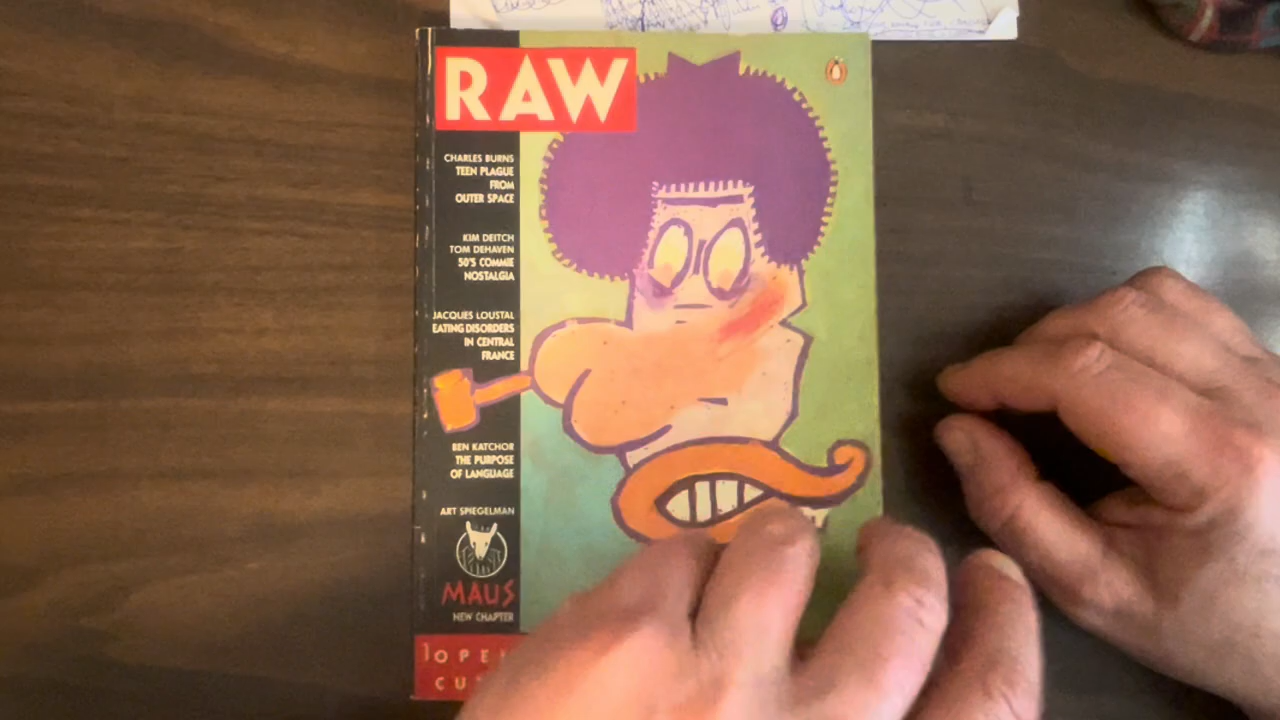 RAW
CHARLES BURNS
TEEN PLAGUE
FROM
OUTER SPACE
KIM DEITCH
TOM DEHAVEN
50'S COMMIE
NOSTALGIA
JACQUES LOUSTAL
EATING DISORDERS
IN CENTRAL
FRANCE
BEN KATCHOR
THE PURPOSE
OF LANGUAGE
ART SPIEGELMAN
MAUS
NEW CHAPTER